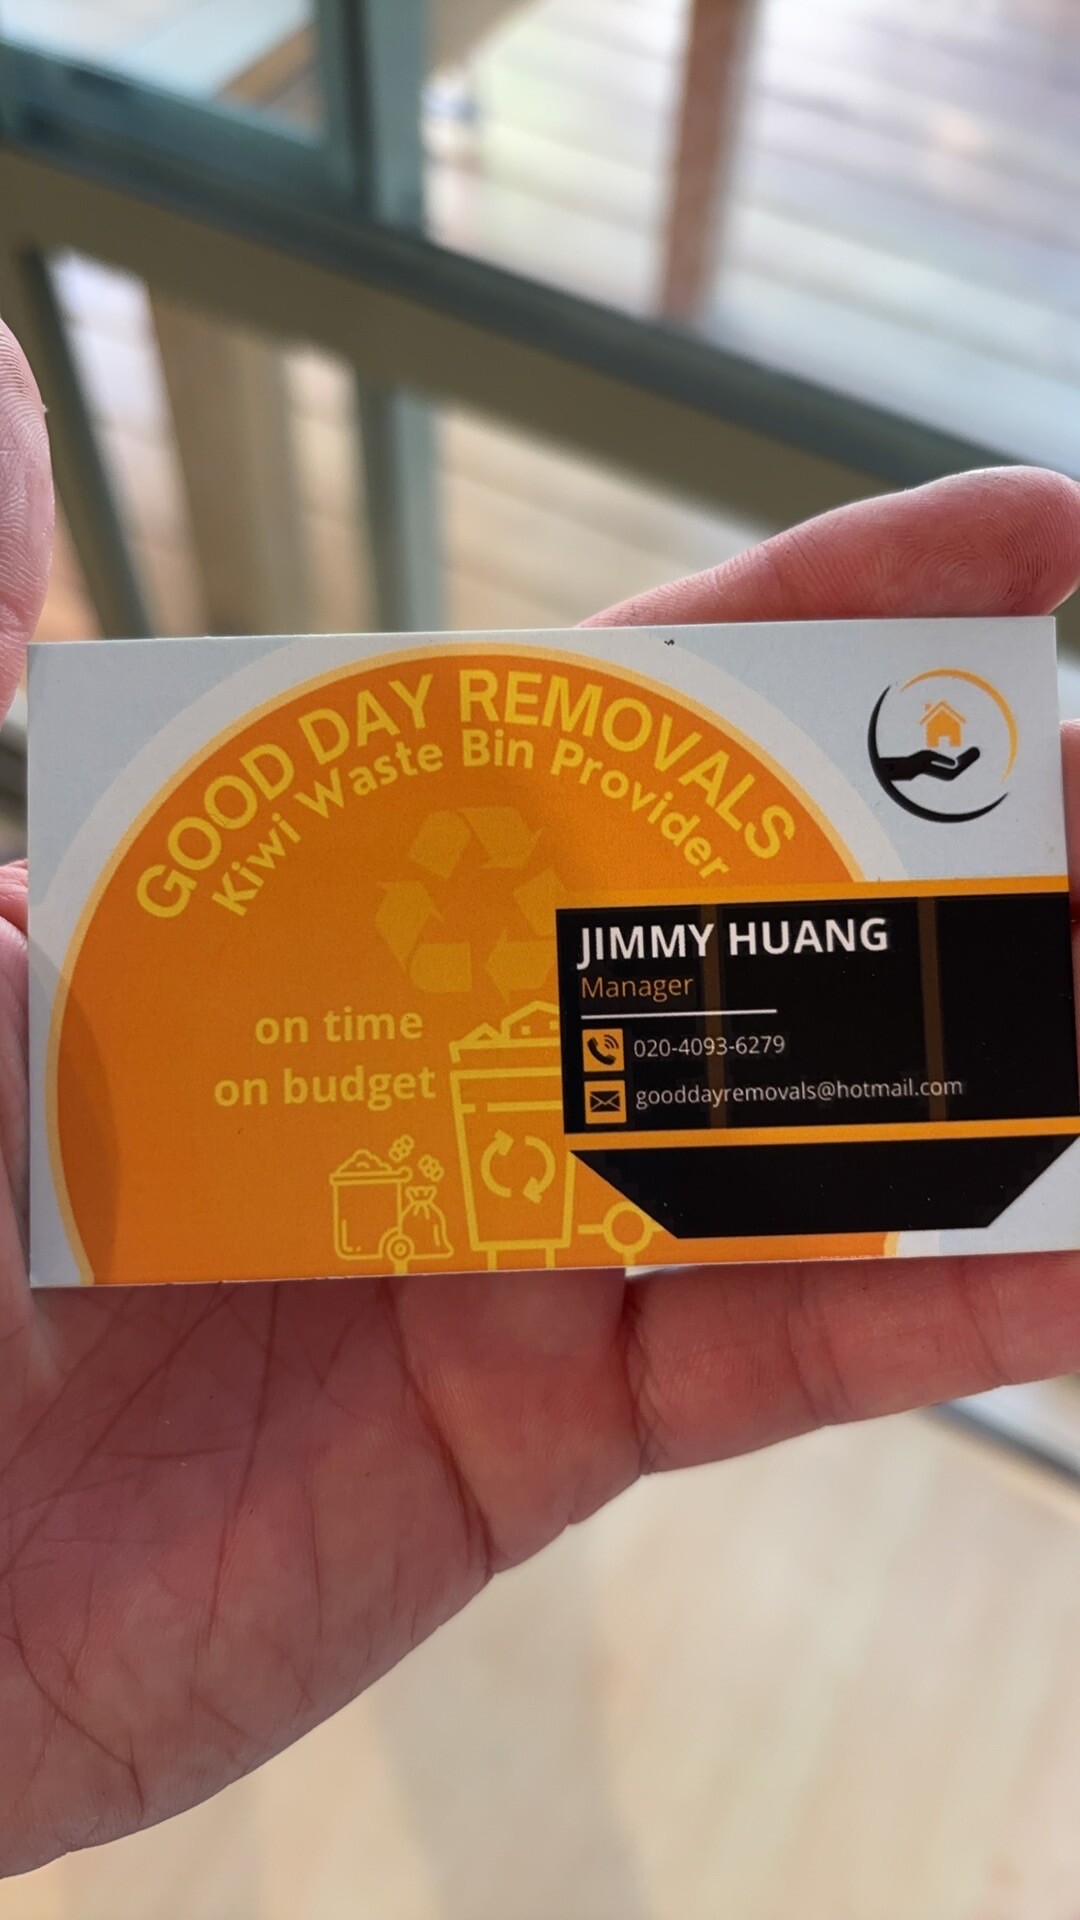 GOOD DAY REMOVALS
Kiwi Waste Bin Provider
on time
on budget
JIMMY HUANG
Manager
020-4093-6279
gooddayremovals@hotmail.com